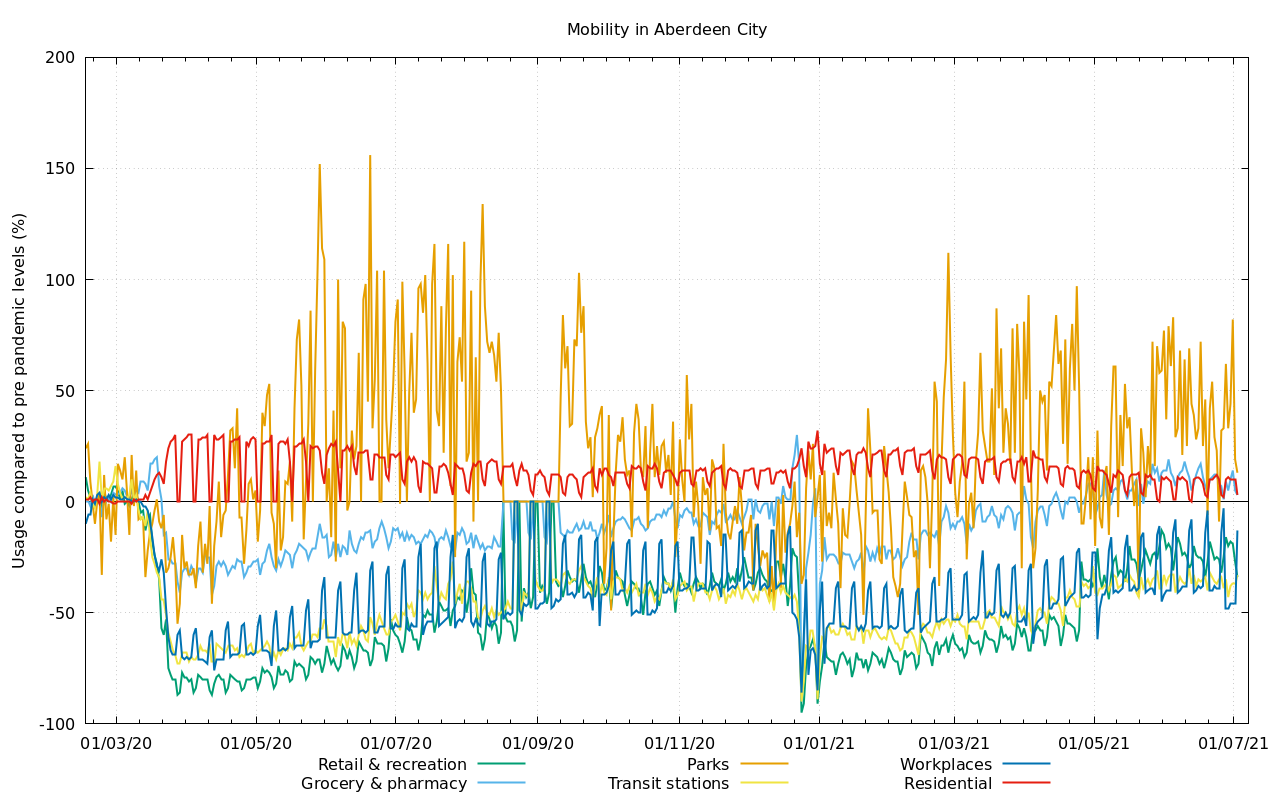 Mobility in Aberdeen City
Usage compared to pre pandemic levels (%)
200
150
100
50
0
-50
-100
01/03/20 01/05/20 01/07/20 01/09/20 01/11/20 01/01/21 01/03/21 01/05/21 01/07/21
Retail & recreation Parks Workplaces
Grocery & pharmacy Transit stations Residential